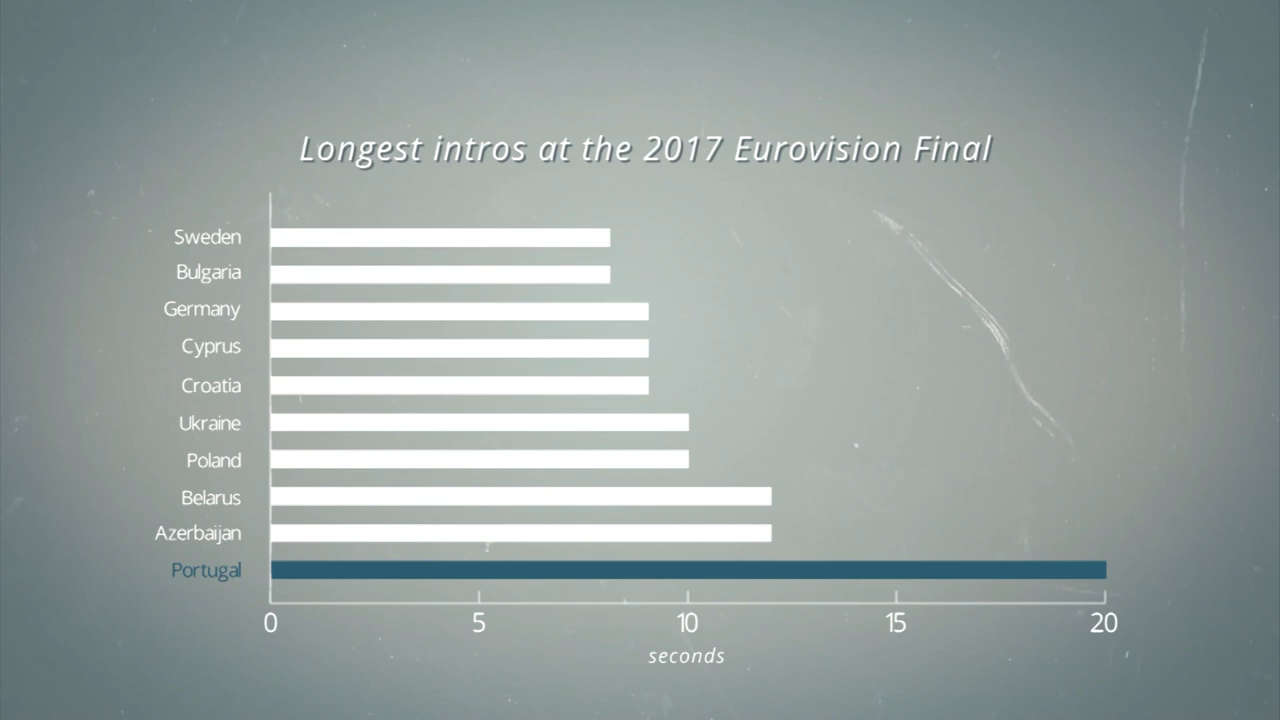 Longest intros at the 2017 Eurovision Final
Sweden
Bulgaria
Germany
Cyprus
Croatia
Ukraine
Poland
Belarus
Azerbaijan
Portugal
0 5 10 15 20
seconds